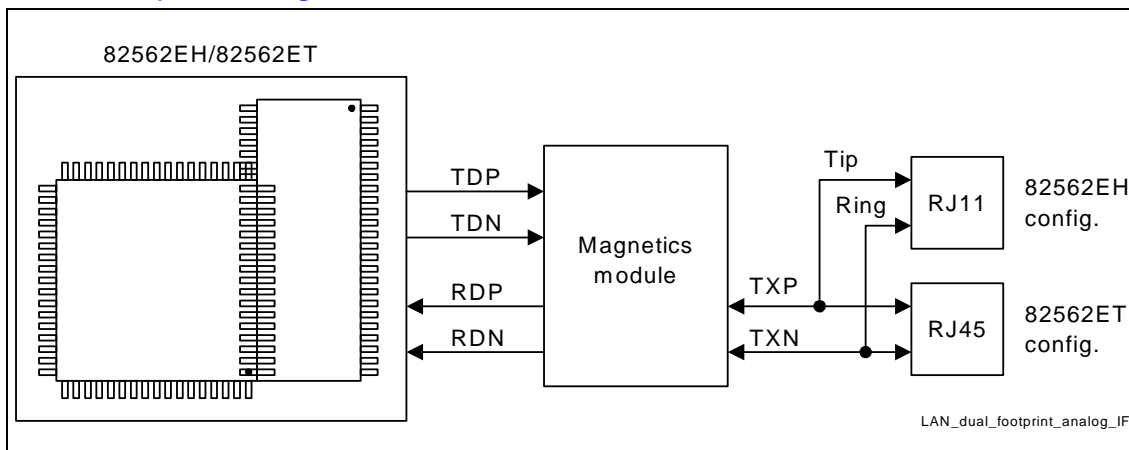 82562EH/82562ET
TDP
TDN
RDP
RDN
Magnetics
module
Tip
Ring
TXP
TXN
RJ11
82562EH
config.
RJ45
82562ET
config.
LAN_dual_footprint_analog_IF